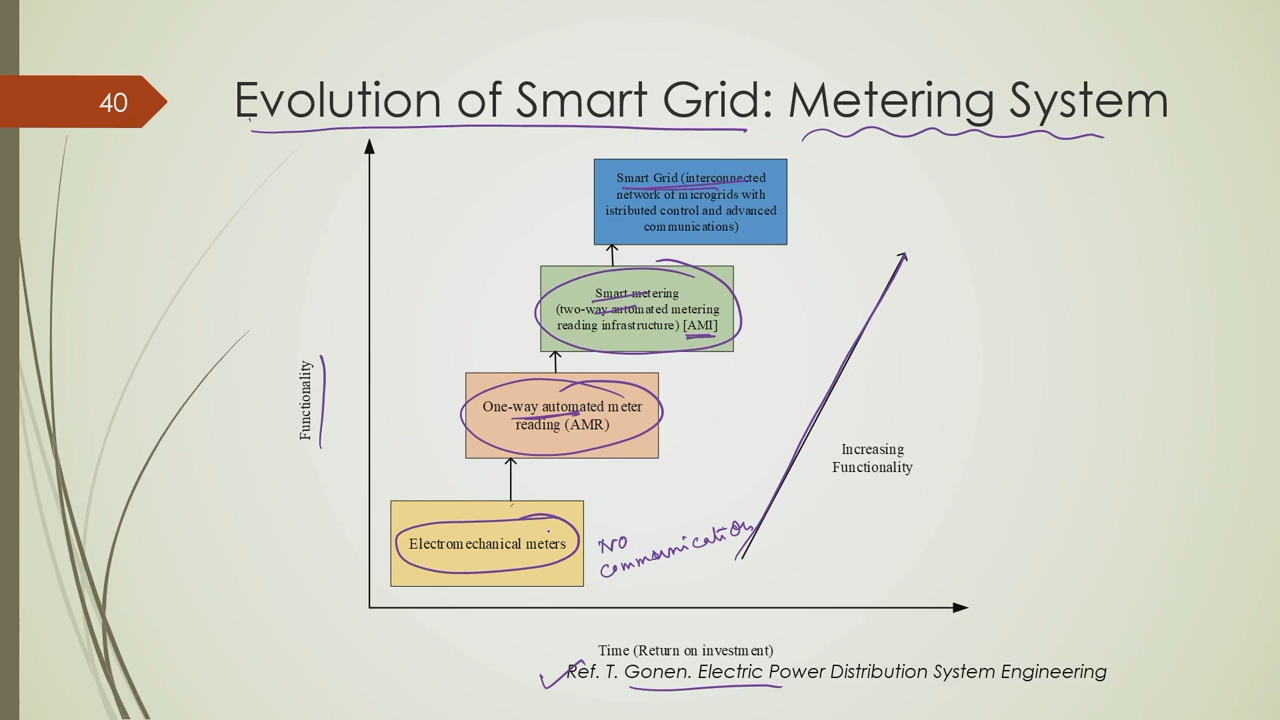 40
Evolution of Smart Grid: Metering System
Smart Grid (interconnected
network of microgrids with
istributed control and advanced
communications)
Smart metering
(two-way automated metering
reading infrastructure) [AMI]
One-way automated meter
reading (AMR)
Functionality
Increasing
Functionality
Electromechanical meters
No
communication
Time (Return on investment)
Ref. T. Gonen. Electric Power Distribution System Engineering